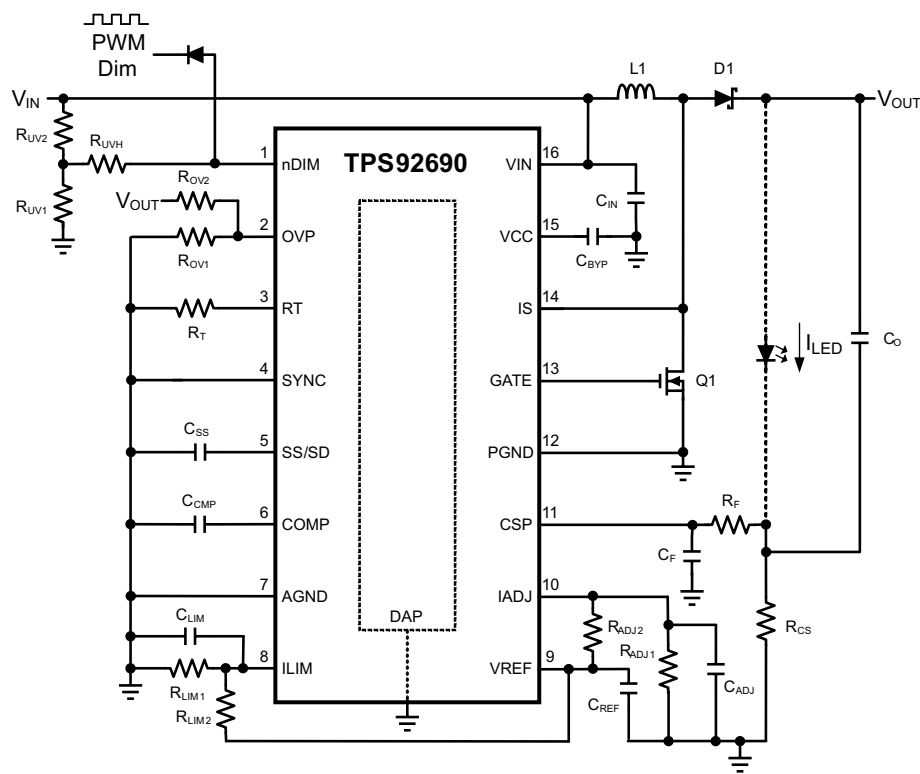 PWM
Dim
L1
D1
VIN
VOUT
RUV2
RUVH
RUV1
ROV2
VOUT
ROV1
RT
CSS
CCMP
CLIM
RLIM1
RLIM2
TPS92690
1
nDIM
2
OVP
3
RT
4
SYNC
5
SS/SD
6
COMP
7
AGND
8
ILIM
DAP
VIN
16
VCC
15
IS
14
GATE
13
PGND
12
CSP
11
IADJ
10
VREF
9
CIN
CBYP
Q1
ILED
CO
RF
CF
RCS
RADJ2
RADJ1
CADJ
CREF